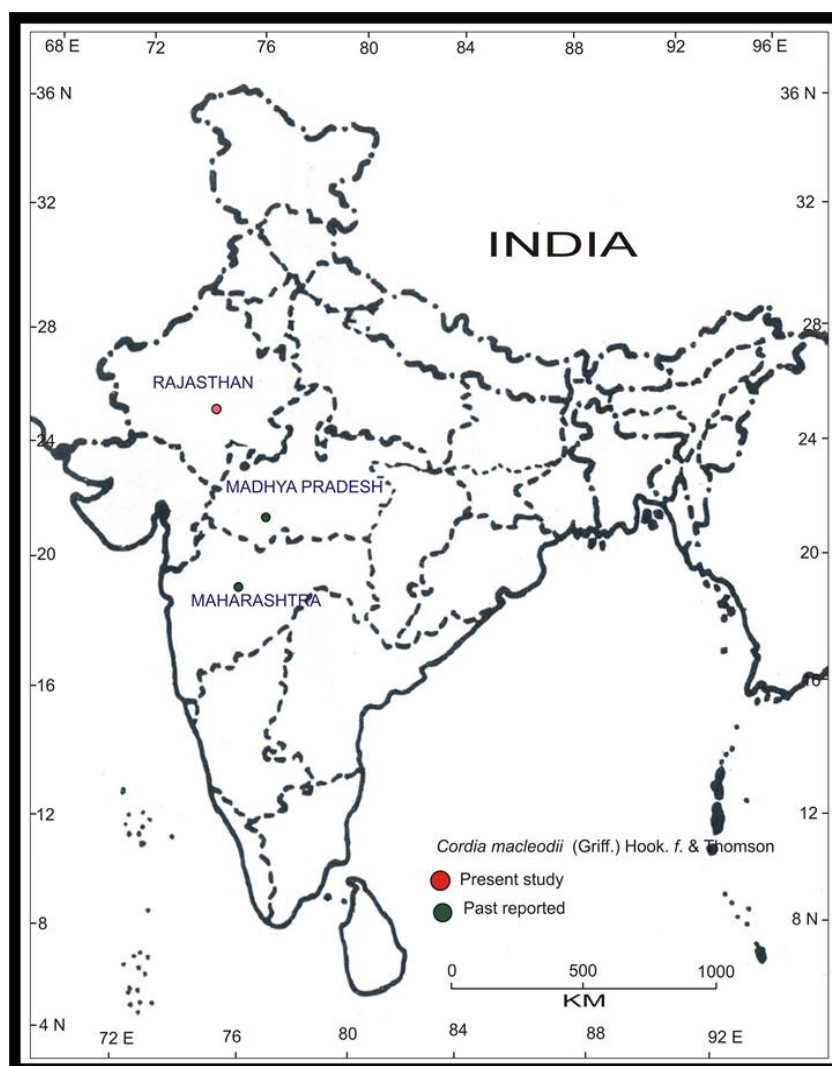 68 E 72 76 80 84 88 92 96 E
36 N 36 N
32 32
INDIA
28 28
RAJASTHAN
24 24
MADHYA PRADESH
20 20
MAHARASHTRA
16 16
12 12
Cordia macleodii (Griff.) Hook. f. & Thomson
Present study
Past reported
8 8 N
0 500 1000
KM
4 N
72 E 76 80 84 88 92 E